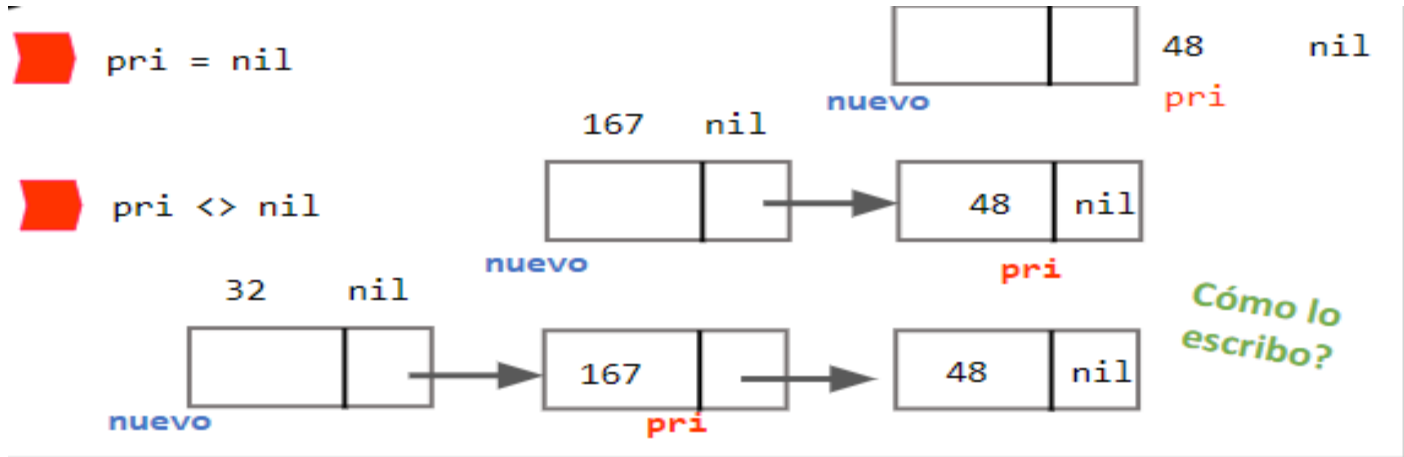 pri = nil
48 nil
nuevo
pri
167 nil
pri <> nil
48 nil
nuevo
pri
32 nil
Cómo lo
escribo?
167
48 nil
nuevo
pri